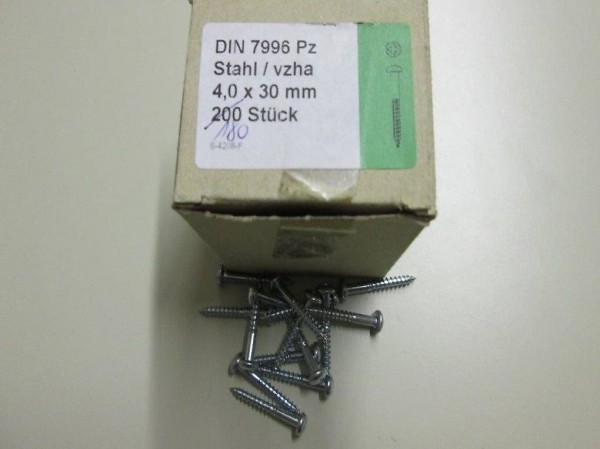 DIN 7996 Pz
Stahl / vzha
4,0 x 30 mm
200 Stück
180